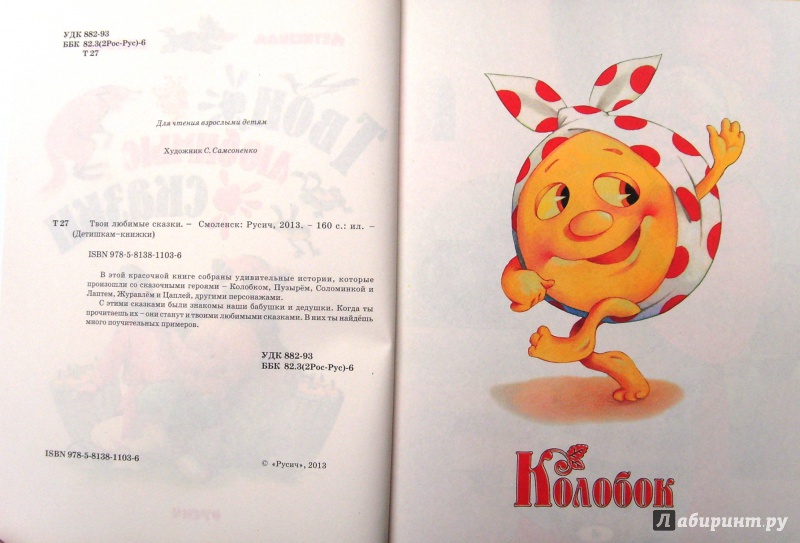 УДК 882-93
ББК 82.3(2Рос-Рус)-6
Т 27
Для чтения взрослыми детям
Художник С. Самсоненко
Т 27 Твои любимые сказки. – Смоленск: Русич, 2013. – 160 с.: ил. –
(Детишкам–книжки)
ISBN 978-5-8138-1103-6
В этой красочной книге собраны удивительные истории, которые
произошли со сказочными героями – Колобком, Пузырём, Соломинкой и
Лаптем, Журавлём и Цаплей, другими персонажами.
С этими сказками были знакомы наши бабушки и дедушки. Когда ты
прочитаешь их – они станут и твоими любимыми сказками. В них ты найдёшь
много поучительных примеров.
УДК 882-93
ББК 82.3(2Рос-Рус)-6
ISBN 978-5-8138-1103-6
© «Русич», 2013
Колобок
Лабиринт.ру